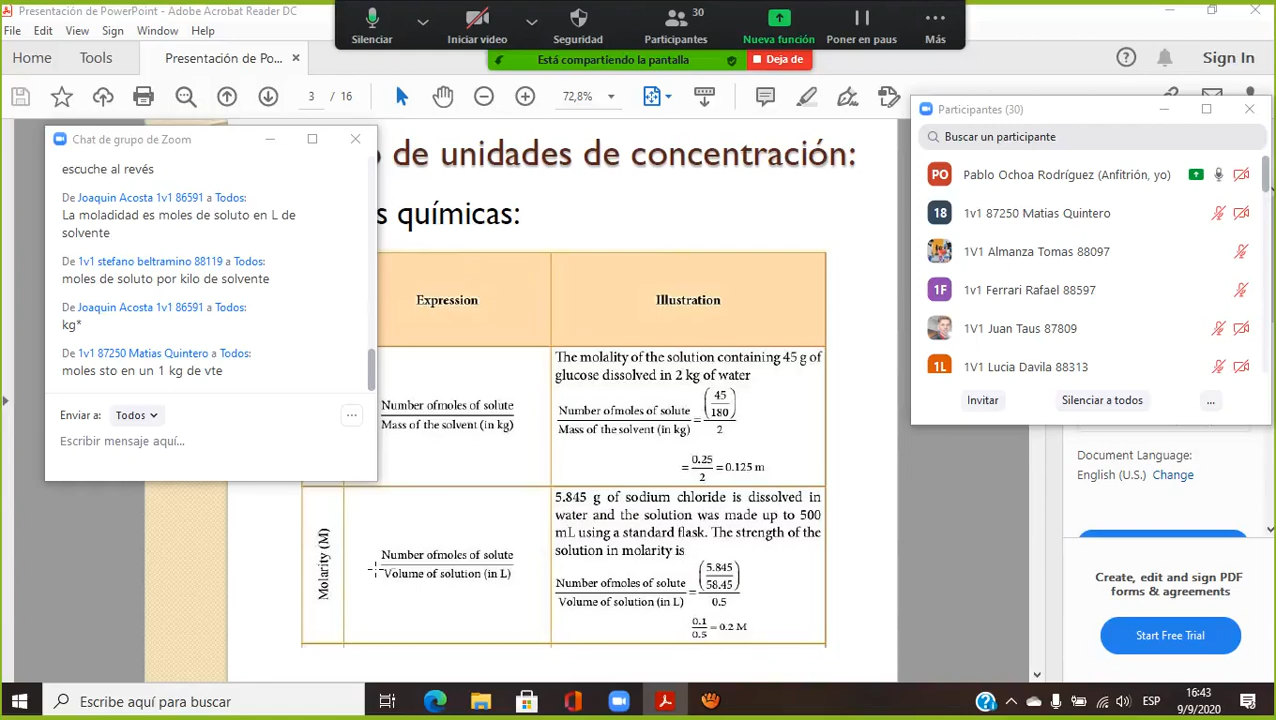 Presentación de PowerPoint - Adobe Acrobat Reader DC
File Edit View Sign Window Help
Silenciar
Iniciar video
Seguridad
30
Participantes
Nueva función
Poner en paus
Más
Está compartiendo la pantalla
Deja de
Home
Tools
Presentación de Po...
Sign In
3 / 16
72,8%
de unidades de concentración:
s químicas:
Chat de grupo de Zoom
escuche al revés
De Joaquin Acosta 1v1 86591 a Todos:
La moladidad es moles de soluto en L de
solvente
De 1v1 stefano beltramino 88119 a Todos:
moles de soluto por kilo de solvente
De Joaquin Acosta 1v1 86591 a Todos:
kg*
De 1v1 87250 Matias Quintero a Todos:
moles sto en un 1 kg de vte
Enviar a: Todos
...
Escribir mensaje aquí...
Expression
Illustration
Number ofmoles of solute
Mass of the solvent (in kg)
The molality of the solution containing 45 g of
glucose dissolved in 2 kg of water
Number ofmoles of solute
Mass of the solvent (in kg)
=
(45
180)
2
= 0.25
2
= 0.125 m
Molarity (M)
Number ofmoles of solute
Volume of solution (in L)
5.845 g of sodium chloride is dissolved in
water and the solution was made up to 500
mL using a standard flask. The strength of the
solution in molarity is
Number ofmoles of solute
Volume of solution (in L)
=
(5.845
58.45)
0.5
0.1
0.5
= 0.2 M
Participantes (30)
Buscar un participante
PO Pablo Ochoa Rodríguez (Anfitrión, yo)
18 1v1 87250 Matias Quintero
1V1 Almanza Tomas 88097
1F 1v1 Ferrari Rafael 88597
1V1 Juan Taus 87809
1L 1V1 Lucia Davila 88313
Invitar
Silenciar a todos
...
Document Language:
English (U.S.) Change
Create, edit and sign PDF
forms & agreements
Start Free Trial
Escribe aquí para buscar
ESP
16:43
9/9/2020